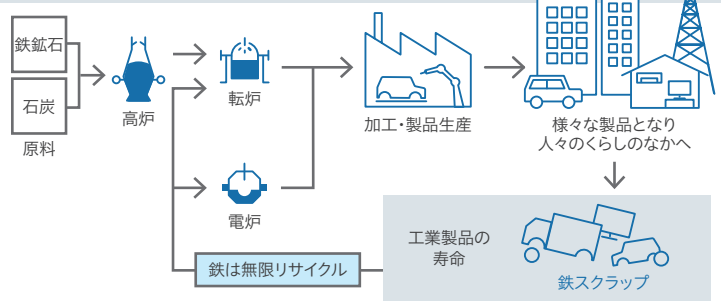 鉄鉱石
石炭
原料
高炉
転炉
電炉
加工・製品生産
様々な製品となり
人々のくらしのなかへ
工業製品の
寿命
鉄スクラップ
鉄は無限リサイクル